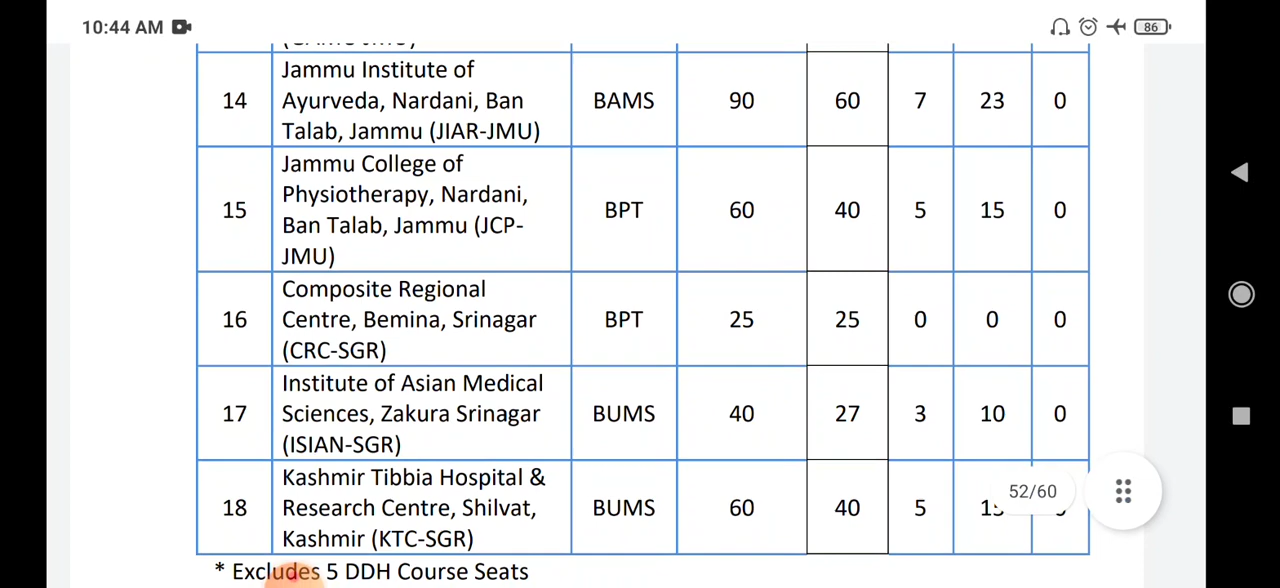 10:44 AM
86
14
Jammu Institute of
Ayurveda, Nardani, Ban
Talab, Jammu (JIAR-JMU)
BAMS
90
60
7
23
0
15
Jammu College of
Physiotherapy, Nardani,
Ban Talab, Jammu (JCP-
JMU)
BPT
60
40
5
15
0
16
Composite Regional
Centre, Bemina, Srinagar
(CRC-SGR)
BPT
25
25
0
0
0
17
Institute of Asian Medical
Sciences, Zakura Srinagar
(ISIAN-SGR)
BUMS
40
27
3
10
0
18
Kashmir Tibbia Hospital &
Research Centre, Shilvat,
Kashmir (KTC-SGR)
BUMS
60
40
5
52/60
* Excludes 5 DDH Course Seats